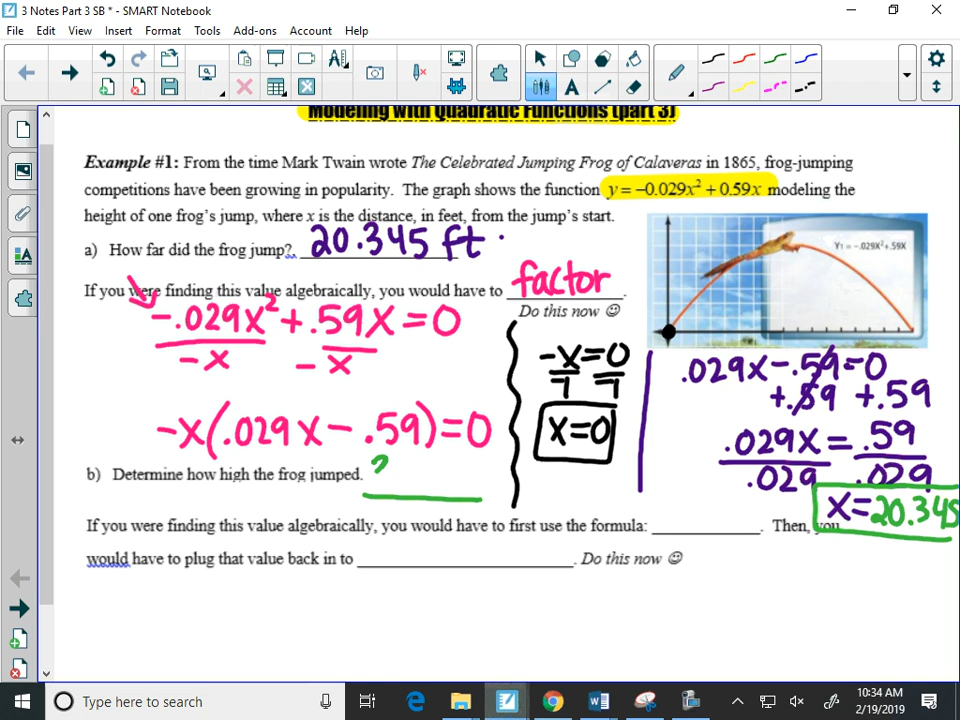 3 Notes Part 3 SB * - SMART Notebook
File Edit View Insert Format Tools Add-ons Account Help
Modeling with Quadratic Functions (part 3)
Example #1: From the time Mark Twain wrote The Celebrated Jumping Frog of Calaveras in 1865, frog-jumping
competitions have been growing in popularity. The graph shows the function y = −0.029x² + 0.59x modeling the
height of one frog's jump, where x is the distance, in feet, from the jump's start.
a) How far did the frog jump?. 20.345 ft.
Y1 = -.029X²+.59X
If you were finding this value algebraically, you would have to factor.
Do this now ☺
-.029x²+.59x=0
-x -x
-x(.029x- .59)=0
-x=0
-1 -1
x=0
.029x-.59=0
+.59 +.59
.029x=.59
.029 .029
x=20.345
b) Determine how high the frog jumped. ?
If you were finding this value algebraically, you would have to first use the formula: ____________. Then, you
would have to plug that value back in to ________________________. Do this now ☺
Type here to search
10:34 AM
2/19/2019